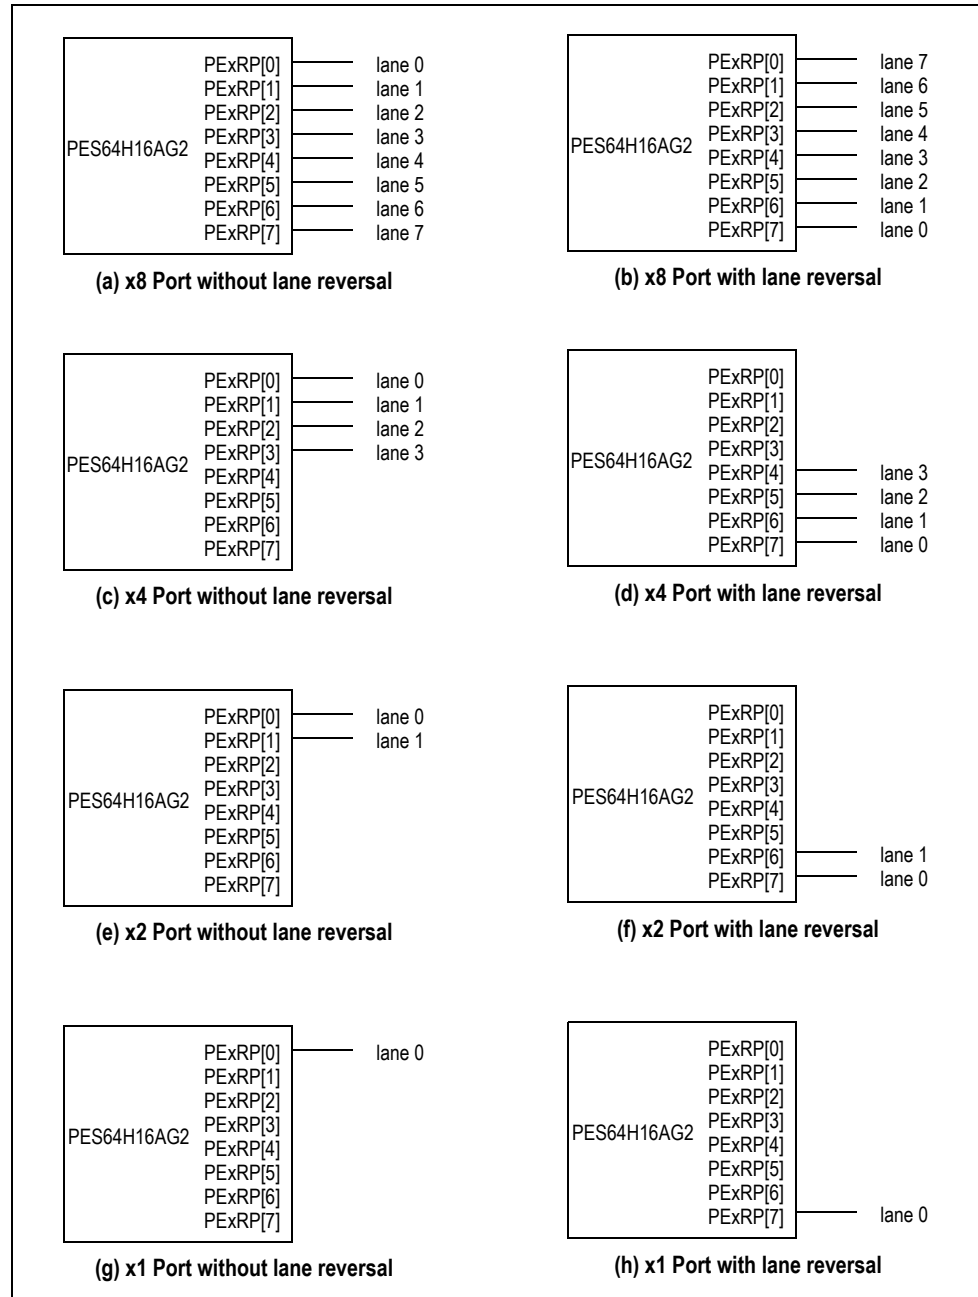 PES64H16AG2
PExRP[0] lane 0
PExRP[1] lane 1
PExRP[2] lane 2
PExRP[3] lane 3
PExRP[4] lane 4
PExRP[5] lane 5
PExRP[6] lane 6
PExRP[7] lane 7
(a) x8 Port without lane reversal
PES64H16AG2
PExRP[0] lane 7
PExRP[1] lane 6
PExRP[2] lane 5
PExRP[3] lane 4
PExRP[4] lane 3
PExRP[5] lane 2
PExRP[6] lane 1
PExRP[7] lane 0
(b) x8 Port with lane reversal
PES64H16AG2
PExRP[0] lane 0
PExRP[1] lane 1
PExRP[2] lane 2
PExRP[3] lane 3
PExRP[4]
PExRP[5]
PExRP[6]
PExRP[7]
(c) x4 Port without lane reversal
PES64H16AG2
PExRP[0]
PExRP[1]
PExRP[2]
PExRP[3]
PExRP[4] lane 3
PExRP[5] lane 2
PExRP[6] lane 1
PExRP[7] lane 0
(d) x4 Port with lane reversal
PES64H16AG2
PExRP[0] lane 0
PExRP[1] lane 1
PExRP[2]
PExRP[3]
PExRP[4]
PExRP[5]
PExRP[6]
PExRP[7]
(e) x2 Port without lane reversal
PES64H16AG2
PExRP[0]
PExRP[1]
PExRP[2]
PExRP[3]
PExRP[4]
PExRP[5]
PExRP[6] lane 1
PExRP[7] lane 0
(f) x2 Port with lane reversal
PES64H16AG2
PExRP[0] lane 0
PExRP[1]
PExRP[2]
PExRP[3]
PExRP[4]
PExRP[5]
PExRP[6]
PExRP[7]
(g) x1 Port without lane reversal
PES64H16AG2
PExRP[0]
PExRP[1]
PExRP[2]
PExRP[3]
PExRP[4]
PExRP[5]
PExRP[6]
PExRP[7] lane 0
(h) x1 Port with lane reversal